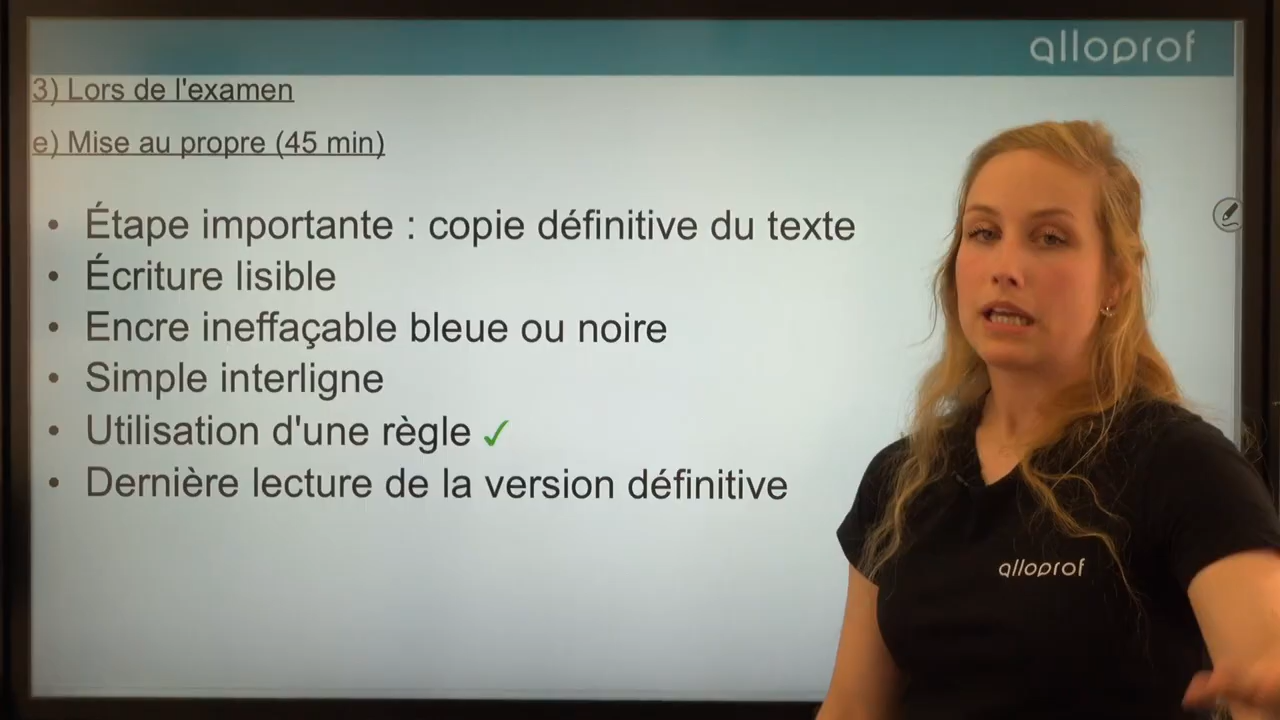 alloprof
3) Lors de l'examen
e) Mise au propre (45 min)
• Étape importante : copie définitive du texte
• Écriture lisible
• Encre ineffaçable bleue ou noire
• Simple interligne
• Utilisation d'une règle ✓
• Dernière lecture de la version définitive
alloprof